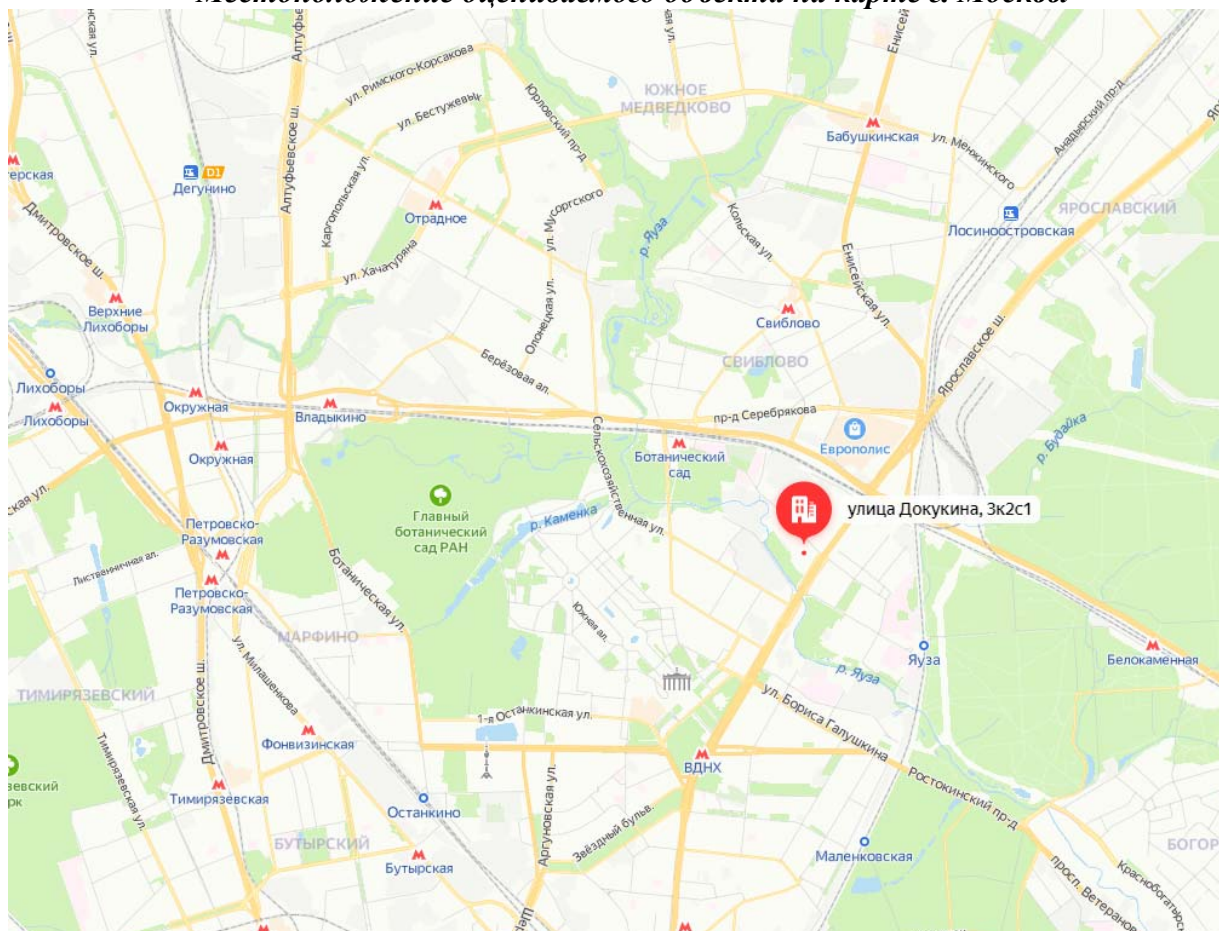 Местоположение оцениваемого объекта на карте г. Москвы
Алтуфьевское ш.
ул. Римского-Корсакова
ул. Бестужевых
Юрловский пр-д
ЮЖНОЕ
МЕДВЕДКОВО
Бабушкинская
ул. Менжинского
Анадырский пр-д
D1
Дегунино
Алтуфьевское ш.
Каргопольская ул.
Отрадное
ул. Мусоргского
р. Яуза
Кольская ул.
Лосиноостровская
ЯРОСЛАВСКИЙ
Дмитровское ш.
ул. Хачатуряна
Енисейская ул.
Верхние
Лихоборы
Олонецкая ул.
Свиблово
Берёзовая ал.
СВИБЛОВО
Ярославское ш.
Лихоборы
Лихоборы
Окружная
Владыкино
пр-д Серебрякова
Сельскохозяйственная ул.
Европолис
р. Будайка
Окружная
Ботанический
сад
Главный
ботанический
сад РАН
р. Каменка
улица Докукина, 3к2с1
Петровско-
Разумовская
Лиственничная ал.
Ботаническая ул.
Петровско-
Разумовская
Южная ал.
МАРФИНО
ул. Милашенкова
Яуза
Белокаменная
р. Яуза
ТИМИРЯЗЕВСКИЙ
Дмитровское ш.
1-я Останкинская ул.
ул. Бориса Галушкина
Фонвизинская
Тимирязевская ул.
ВДНХ
Тимирязевская
Останкино
Аргуновская ул.
Ростокинский пр-д
Звёздный бульв.
БУТЫРСКИЙ
Бутырская
Маленковская